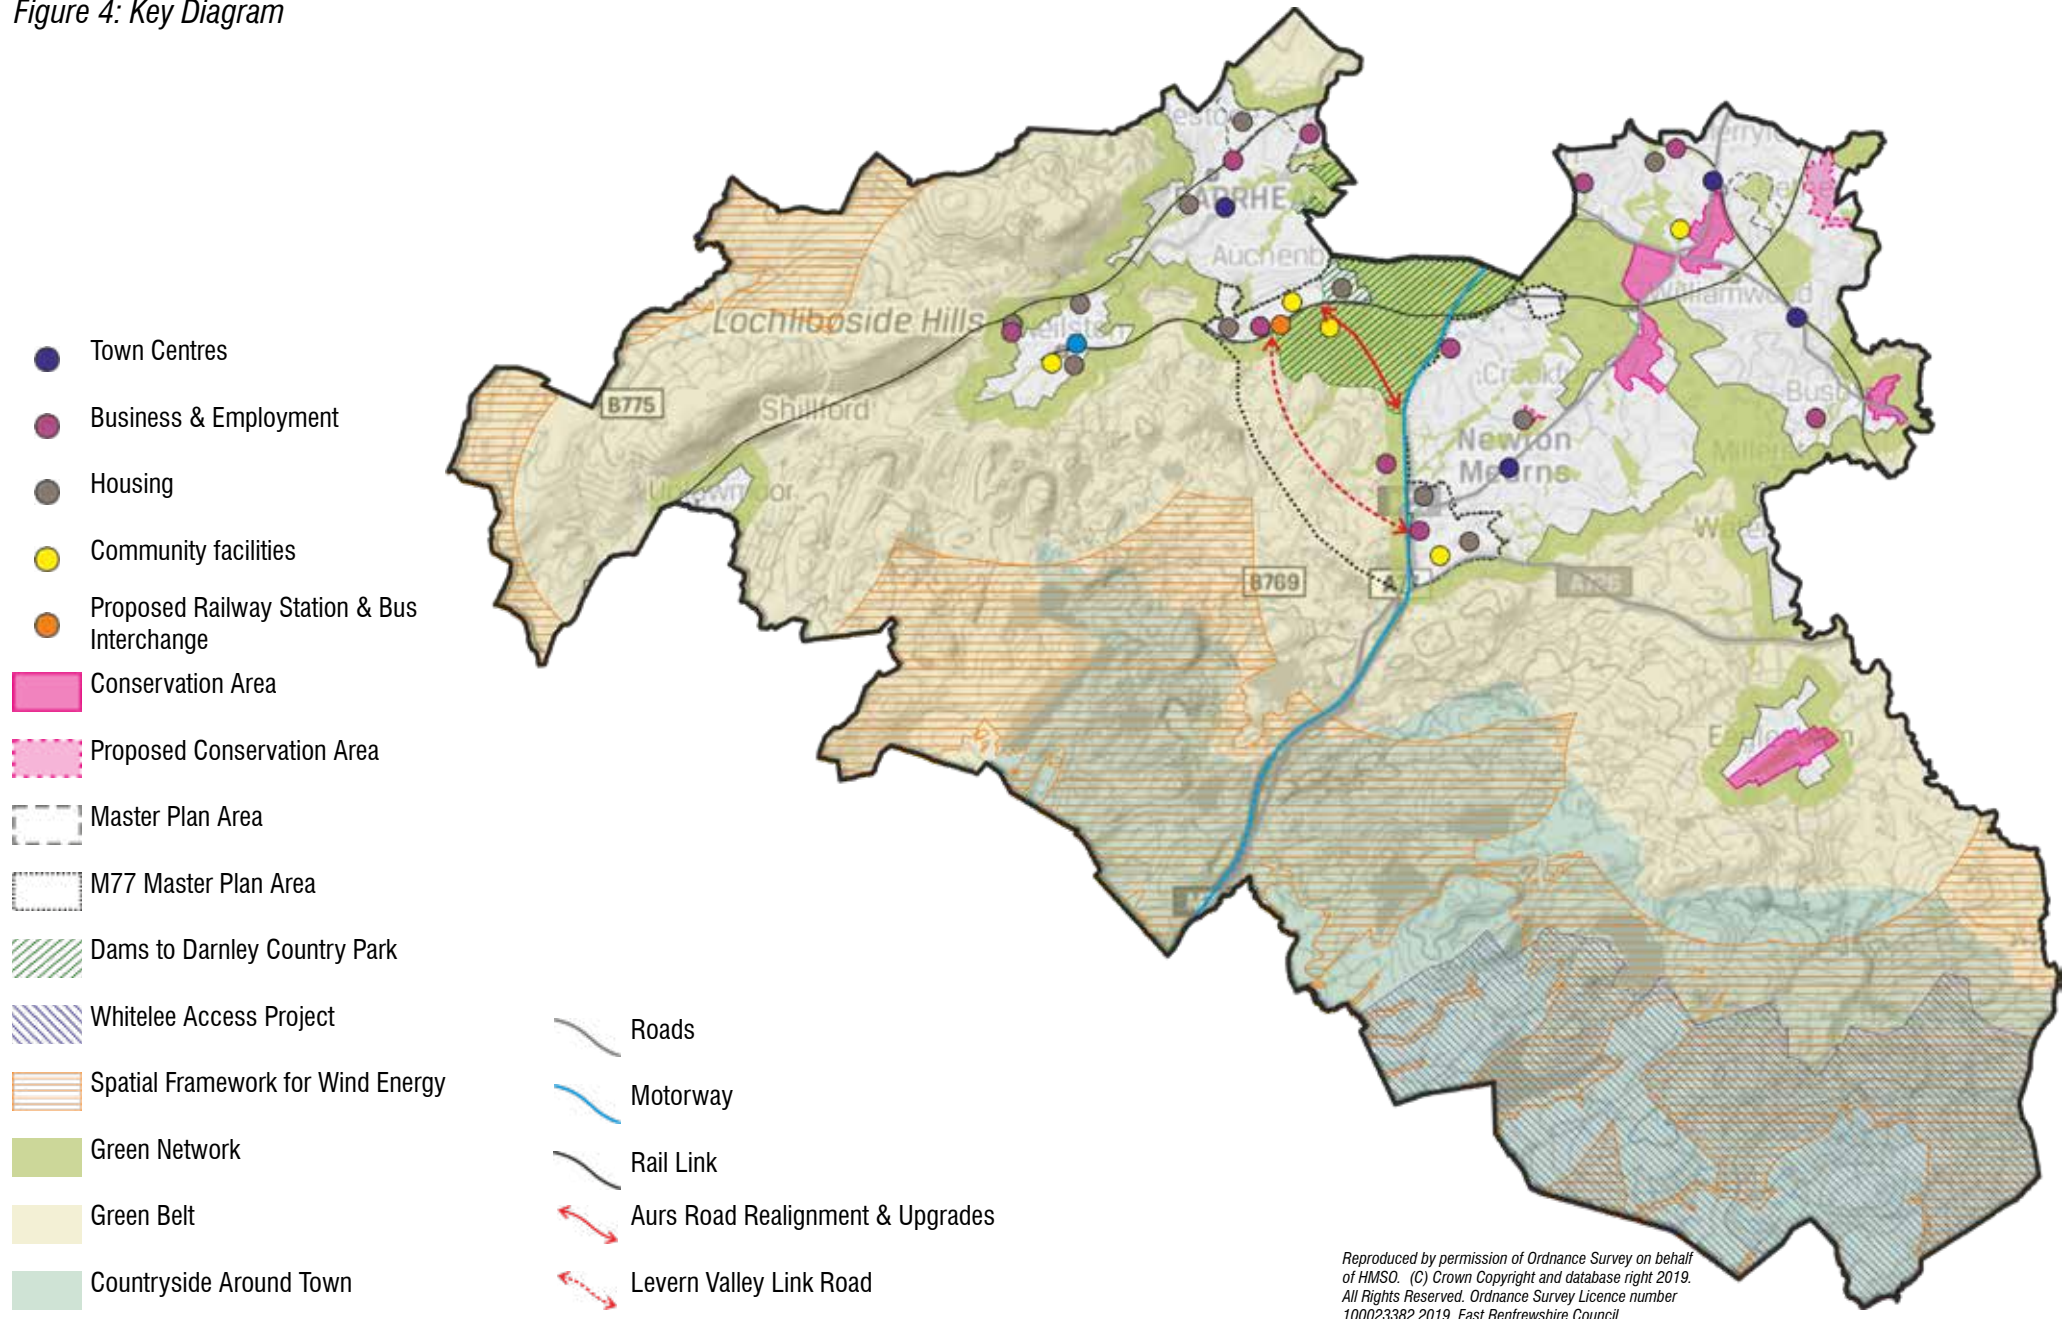 Figure 4: Key Diagram
Town Centres
Business & Employment
Housing
Community facilities
Proposed Railway Station & Bus
Interchange
Conservation Area
Proposed Conservation Area
Master Plan Area
M77 Master Plan Area
Dams to Darnley Country Park
Whitelee Access Project
Spatial Framework for Wind Energy
Green Network
Green Belt
Countryside Around Town
Roads
Motorway
Rail Link
Aurs Road Realignment & Upgrades
Levern Valley Link Road
Lochliboside Hills
B775
Shillford
Auchenb
Williamwood
Newton
Mearns
B769
Reproduced by permission of Ordnance Survey on behalf
of HMSO. (C) Crown Copyright and database right 2019.
All Rights Reserved. Ordnance Survey Licence number
100023382 2019, East Renfrewshire Council